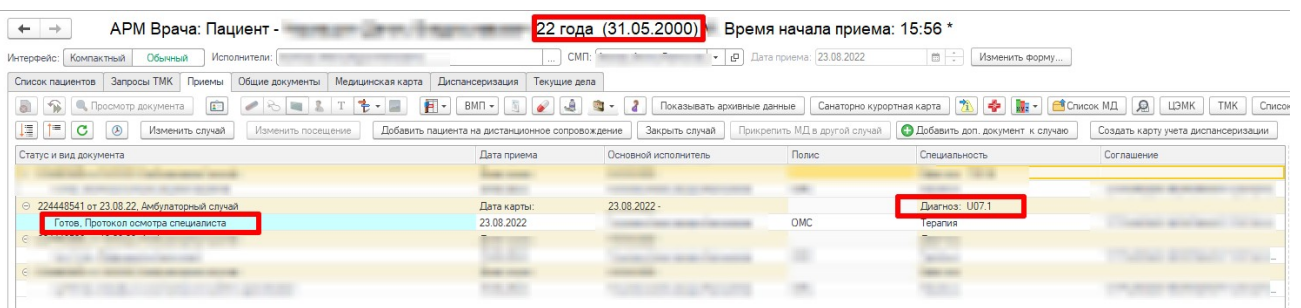 АРМ Врача: Пациент - 22 года (31.05.2000) Время начала приема: 15:56 *
Интерфейс: Компактный Обычный Исполнители: ... СМП: Дата приема: 23.08.2022 Изменить форму...
Список пациентов Запросы ТМК Приемы Общие документы Медицинская карта Диспансеризация Текущие дела
Просмотр документа ВМП Показывать архивные данные Санаторно курортная карта Список МД ЦЭМК ТМК Список
Изменить случай Изменить посещение Добавить пациента на дистанционное сопровождение Закрыть случай Прикрепить МД в другой случай Добавить доп. документ к случаю Создать карту учета диспансеризации
Статус и вид документа Дата приема Основной исполнитель Полис Специальность Соглашение
224448541 от 23.08.22, Амбулаторный случай Дата карты: 23.08.2022 - Диагноз: U07.1
Готов, Протокол осмотра специалиста 23.08.2022 ОМС Терапия